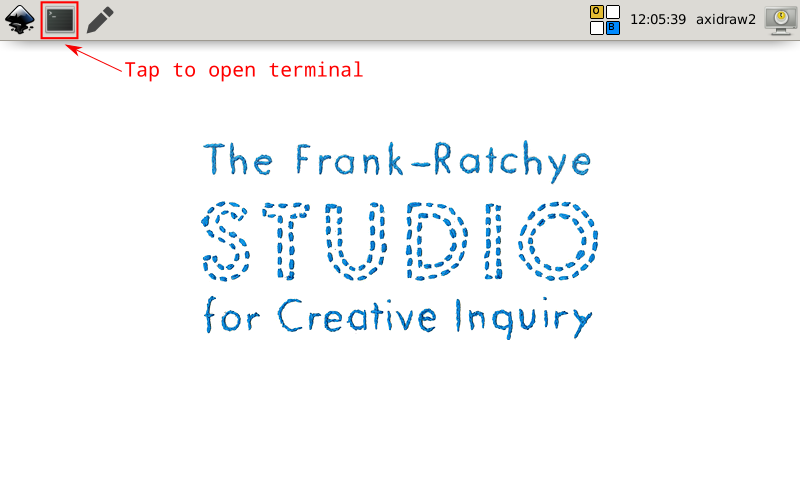 O
B
12:05:39 axidraw2
Tap to open terminal
The Frank-Ratchye
STUDIO
for Creative Inquiry